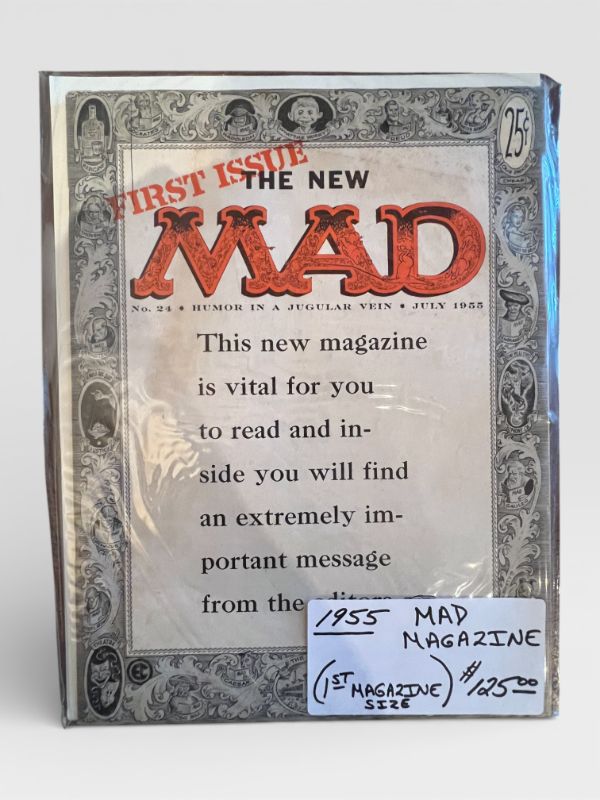 25¢
FIRST ISSUE
THE NEW
MAD
No. 24 • HUMOR IN A JUGULAR VEIN • JULY 1955
This new magazine
is vital for you
to read and in-
side you will find
an extremely im-
portant message
from the editors
1955 MAD
MAGAZINE
(1ST MAGAZINE SIZE) $125.00